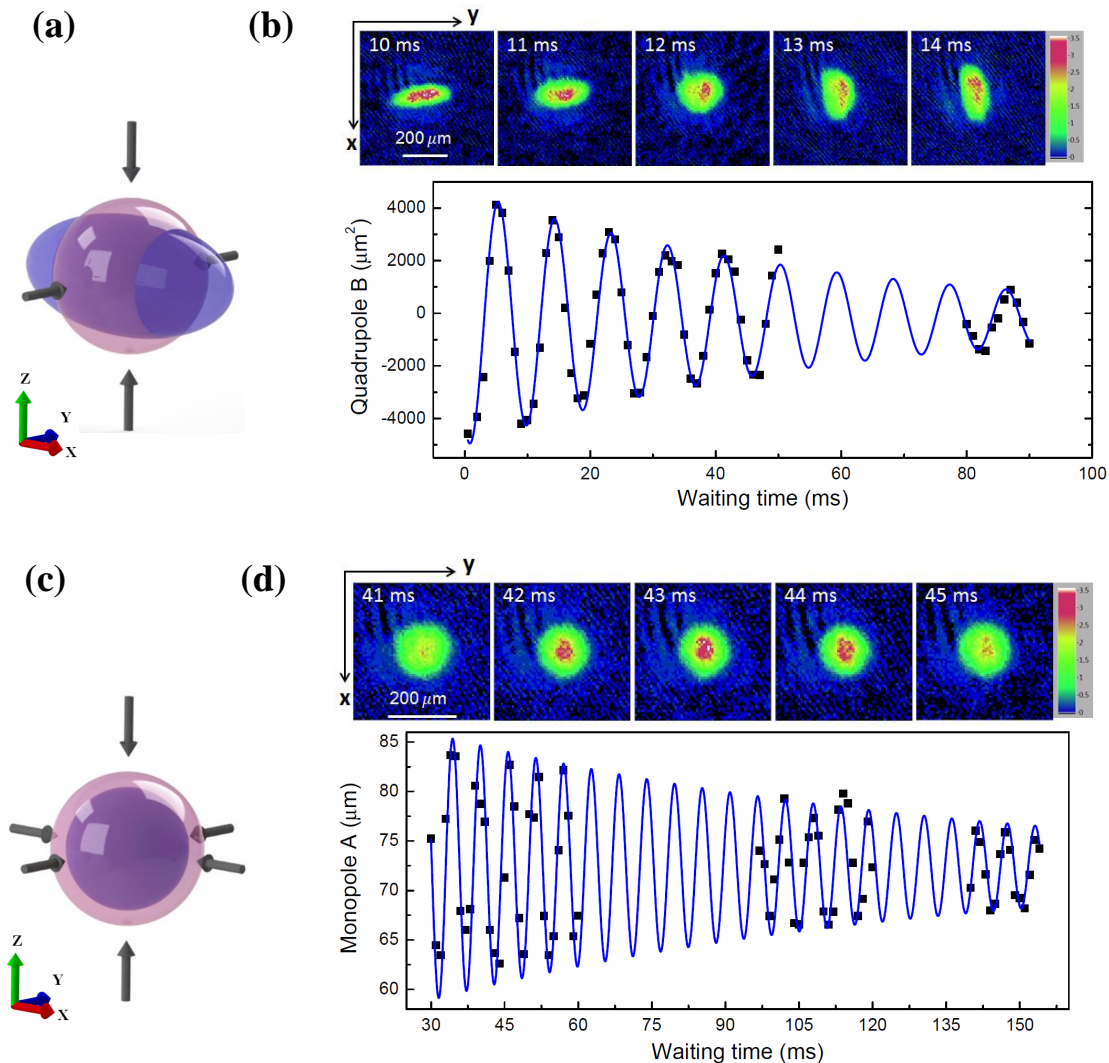 (a)
(b)
y
x
10 ms
11 ms
12 ms
13 ms
14 ms
200 μm
3.5
3
2.5
2
1.5
1
0.5
0
Z
Y
X
Quadrupole B (μm²)
4000
2000
0
-2000
-4000
0
20
40
60
80
100
Waiting time (ms)
(c)
(d)
y
x
41 ms
42 ms
43 ms
44 ms
45 ms
200 μm
3.5
3
2.5
2
1.5
1
0.5
0
Z
Y
X
Monopole A (μm)
85
80
75
70
65
60
30
45
60
75
90
105
120
135
150
Waiting time (ms)